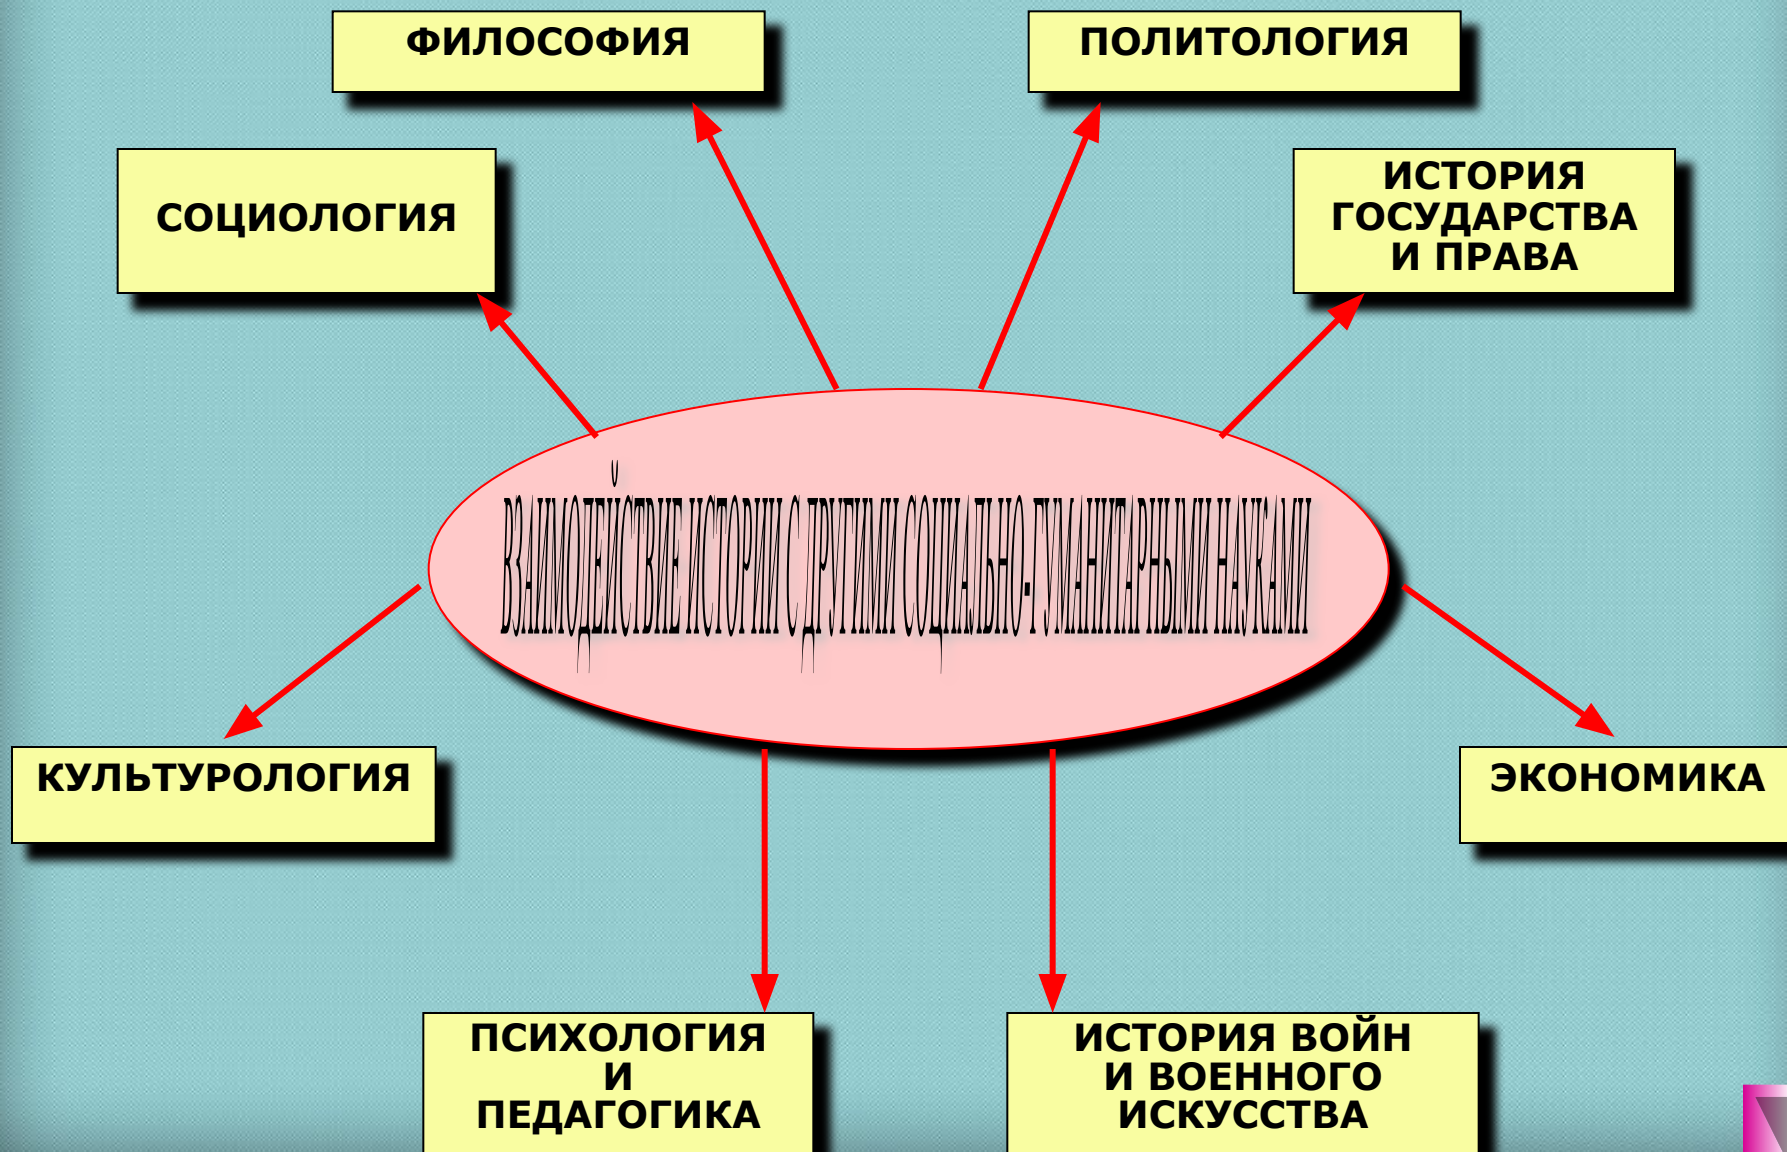 ФИЛОСОФИЯ
ПОЛИТОЛОГИЯ
СОЦИОЛОГИЯ
ИСТОРИЯ
ГОСУДАРСТВА
И ПРАВА
ВЗАИМОДЕЙСТВИЕ ИСТОРИИ С ДРУГИМИ СОЦИАЛЬНО-ГУМАНИТАРНЫМИ НАУКАМИ
КУЛЬТУРОЛОГИЯ
ЭКОНОМИКА
ПСИХОЛОГИЯ
И
ПЕДАГОГИКА
ИСТОРИЯ ВОЙН
И ВОЕННОГО
ИСКУССТВА